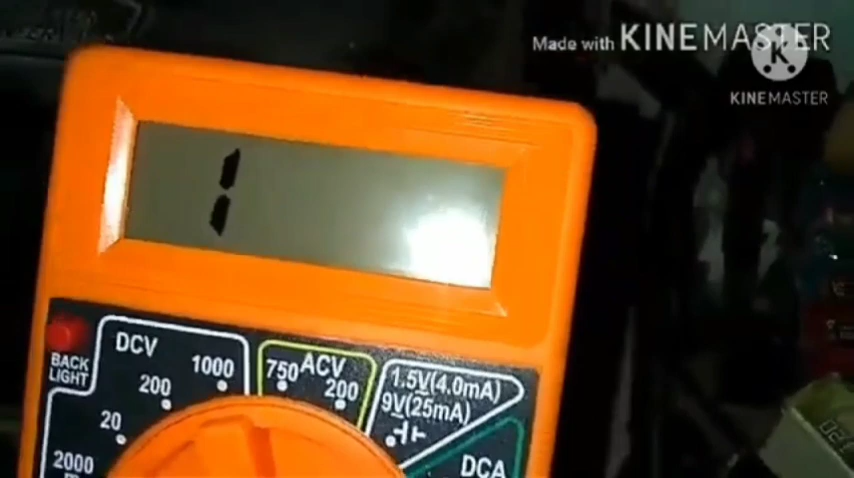 Made with KINEMASTER
K
KINEMASTER
1
BACK
LIGHT
DCV
1000
200
20
2000
m
750 ACV
200
1.5V(4.0mA)
9V(25mA)
DCA